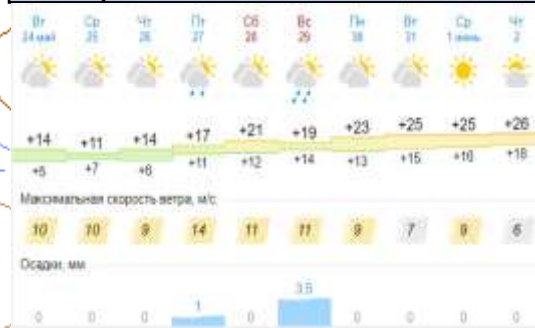 Вт Ср Чт Пт Сб Вс Пн Вт Ср Чт
24 май 25 26 27 28 29 30 31 1 июнь 2
+14 +11 +14 +17 +21 +19 +23 +25 +25 +26
+5 +7 +6 +11 +12 +14 +13 +15 +16 +18
Максимальная скорость ветра, м/с
10 10 9 14 11 11 9 7 9 6
Осадки, мм
0 0 0 1 0 3.5 0 0 0 0